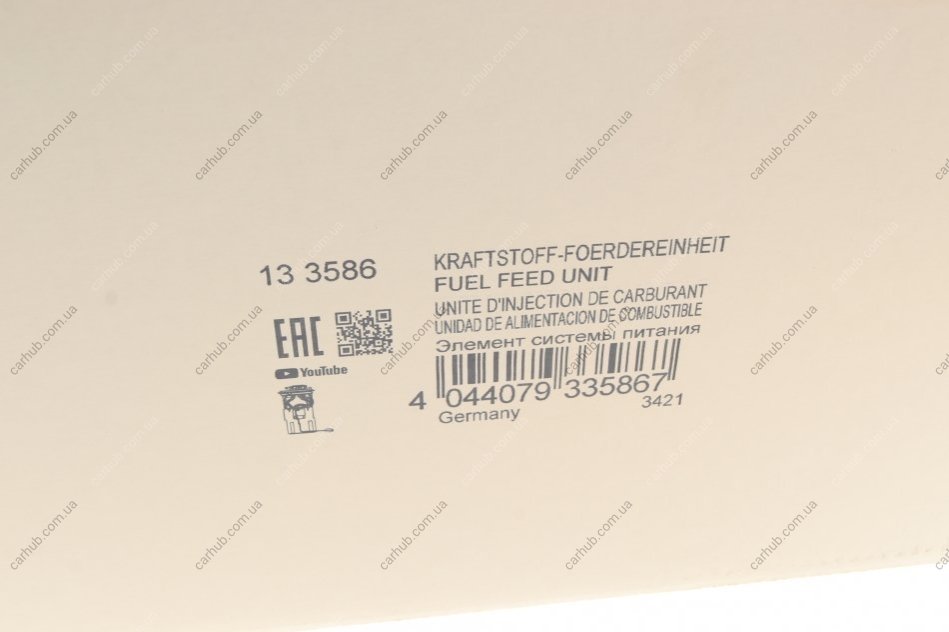 13 3586
KRAFTSTOFF-FOERDEREINHEIT
FUEL FEED UNIT
UNITE D'INJECTION DE CARBURANT
UNIDAD DE ALIMENTACION DE COMBUSTIBLE
Элемент системы питания
EAC
YouTube
4 044079 335867
Germany
3421
carhub.com.ua